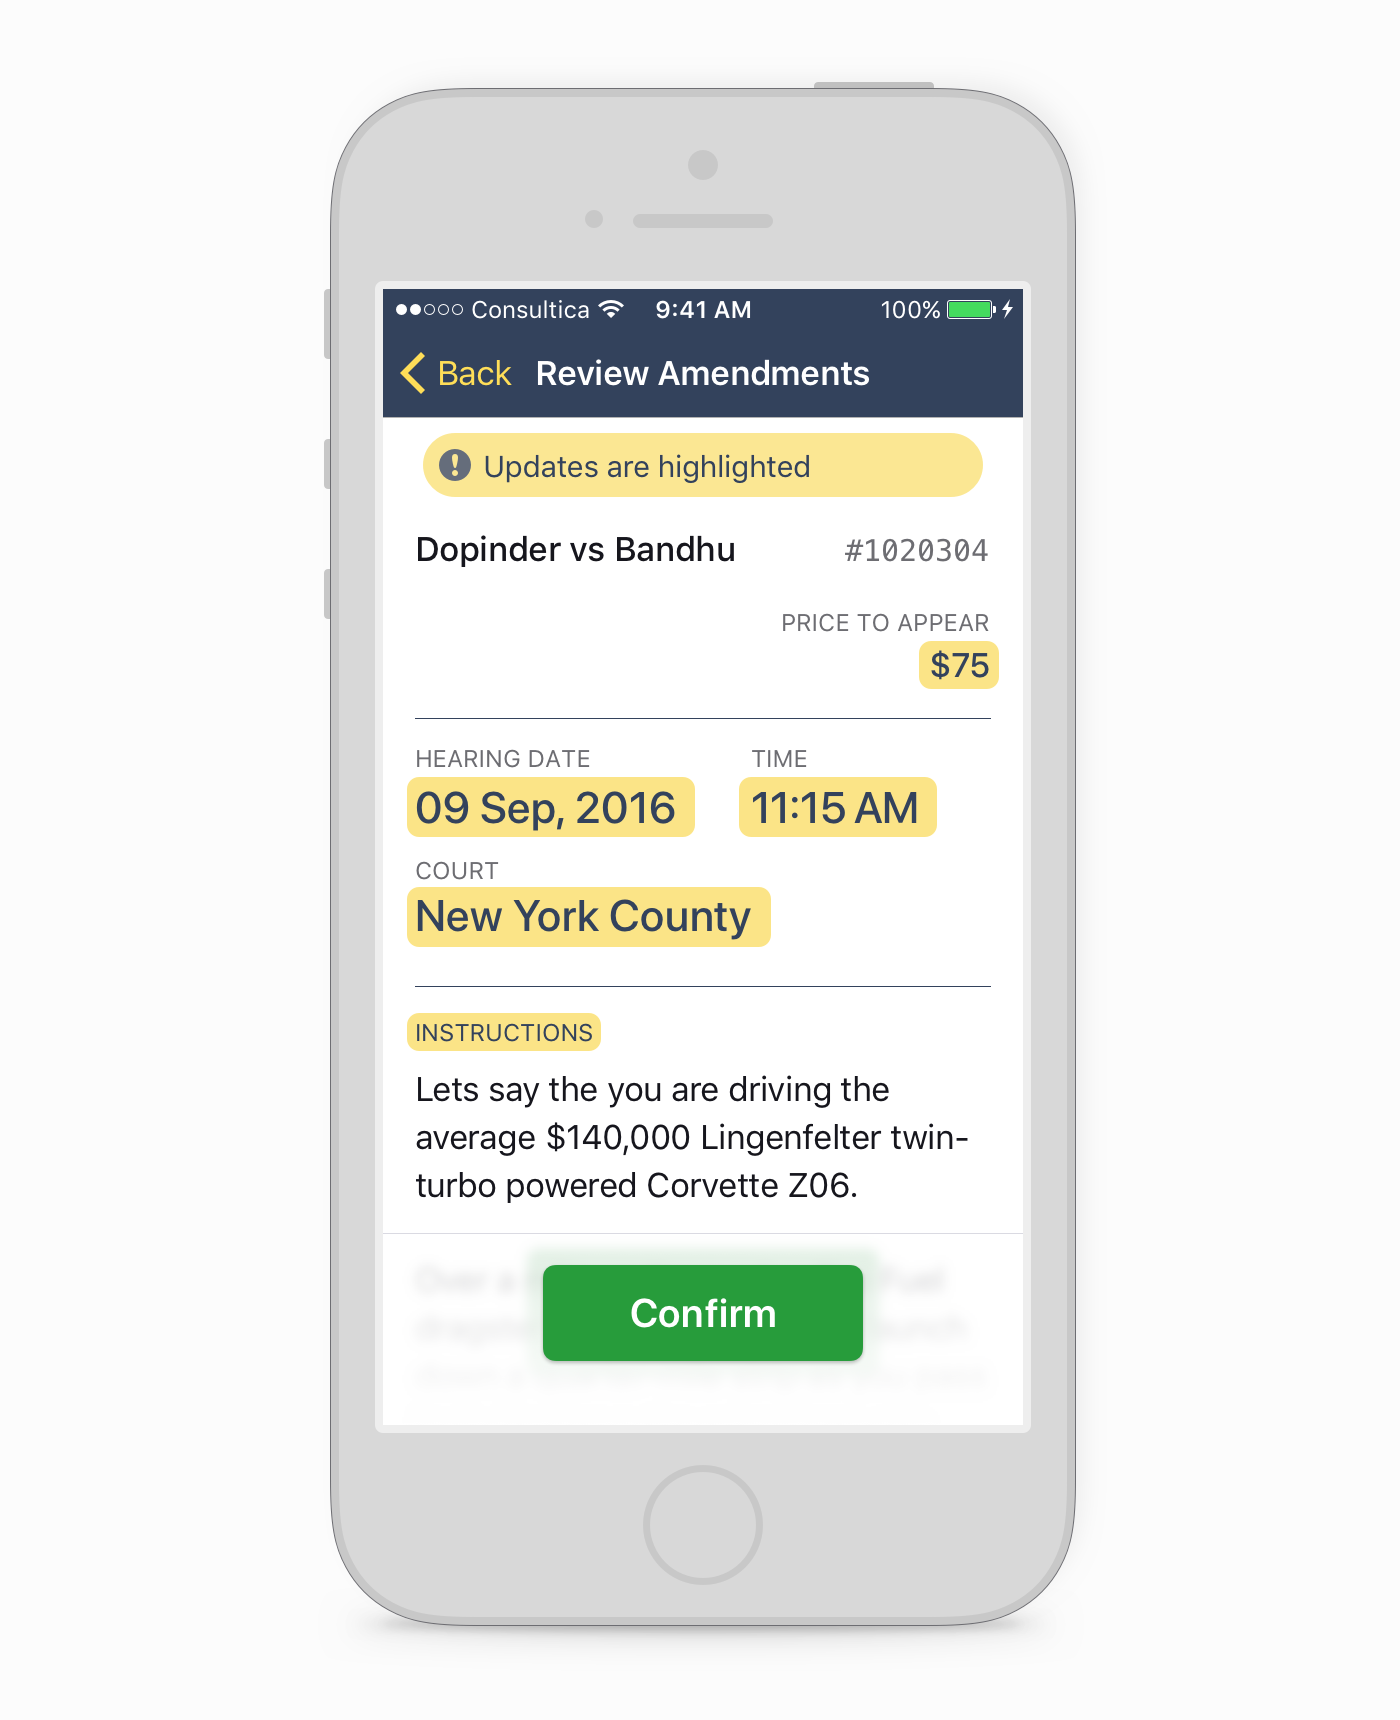 Consultica 9:41 AM 100%
Back Review Amendments
Updates are highlighted
Dopinder vs Bandhu #1020304
PRICE TO APPEAR
$75
HEARING DATE TIME
09 Sep, 2016 11:15 AM
COURT
New York County
INSTRUCTIONS
Lets say the you are driving the
average $140,000 Lingenfelter twin-
turbo powered Corvette Z06.
Over a Fuel
Confirm